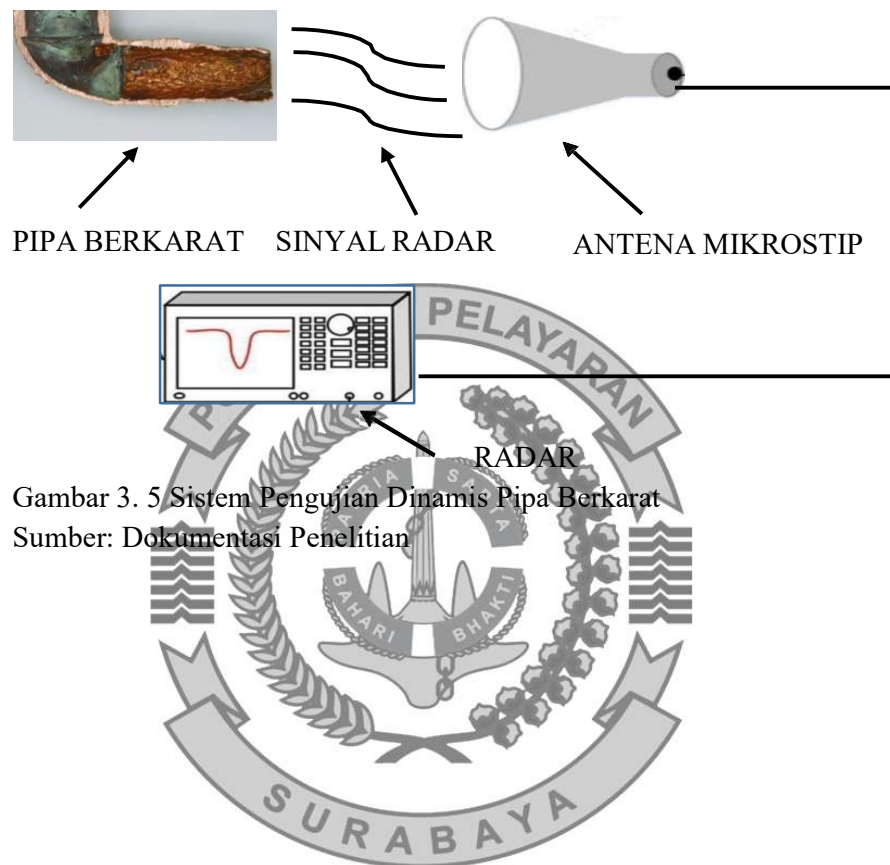 PIPA BERKARAT SINYAL RADAR ANTENA MIKROSTIP
PELAYARAN
RADAR
Gambar 3. 5 Sistem Pengujian Dinamis Pipa Berkarat
Sumber: Dokumentasi Penelitian
BAHARI BHAKTI
SURABAYA